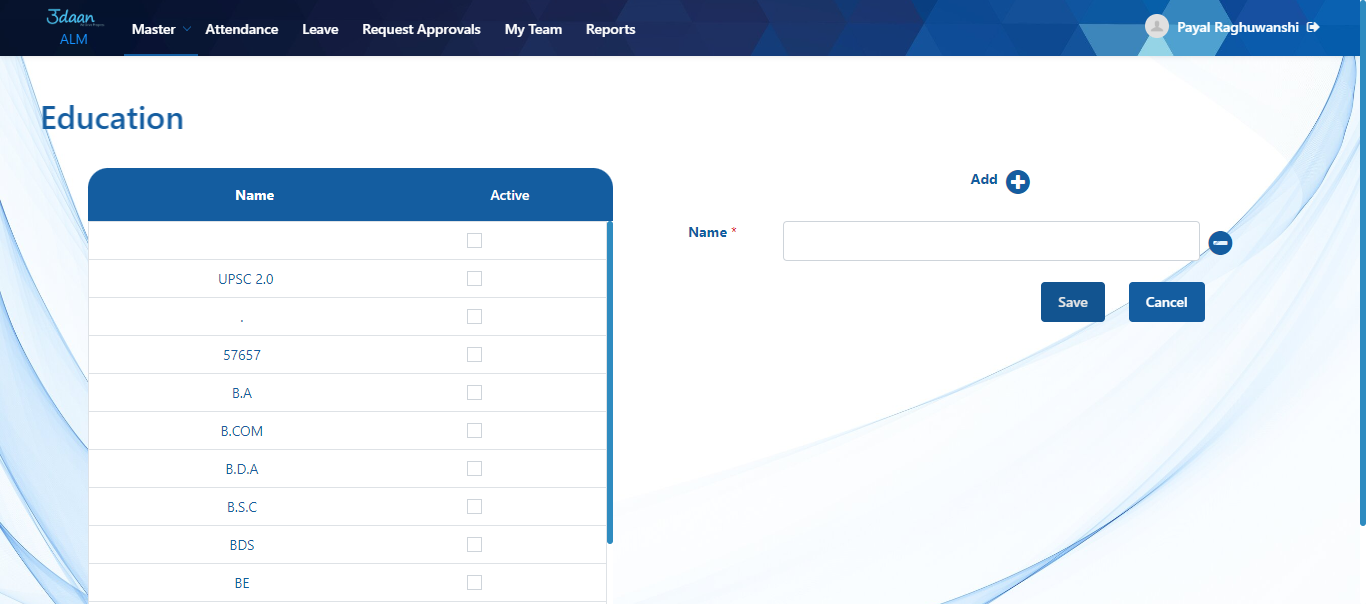 उdaan
ALM
Master
Attendance
Leave
Request Approvals
My Team
Reports
Payal Raghuwanshi
Education
Name Active
UPSC 2.0
.
57657
B.A
B.COM
B.D.A
B.S.C
BDS
BE
Add
Name *
Save
Cancel